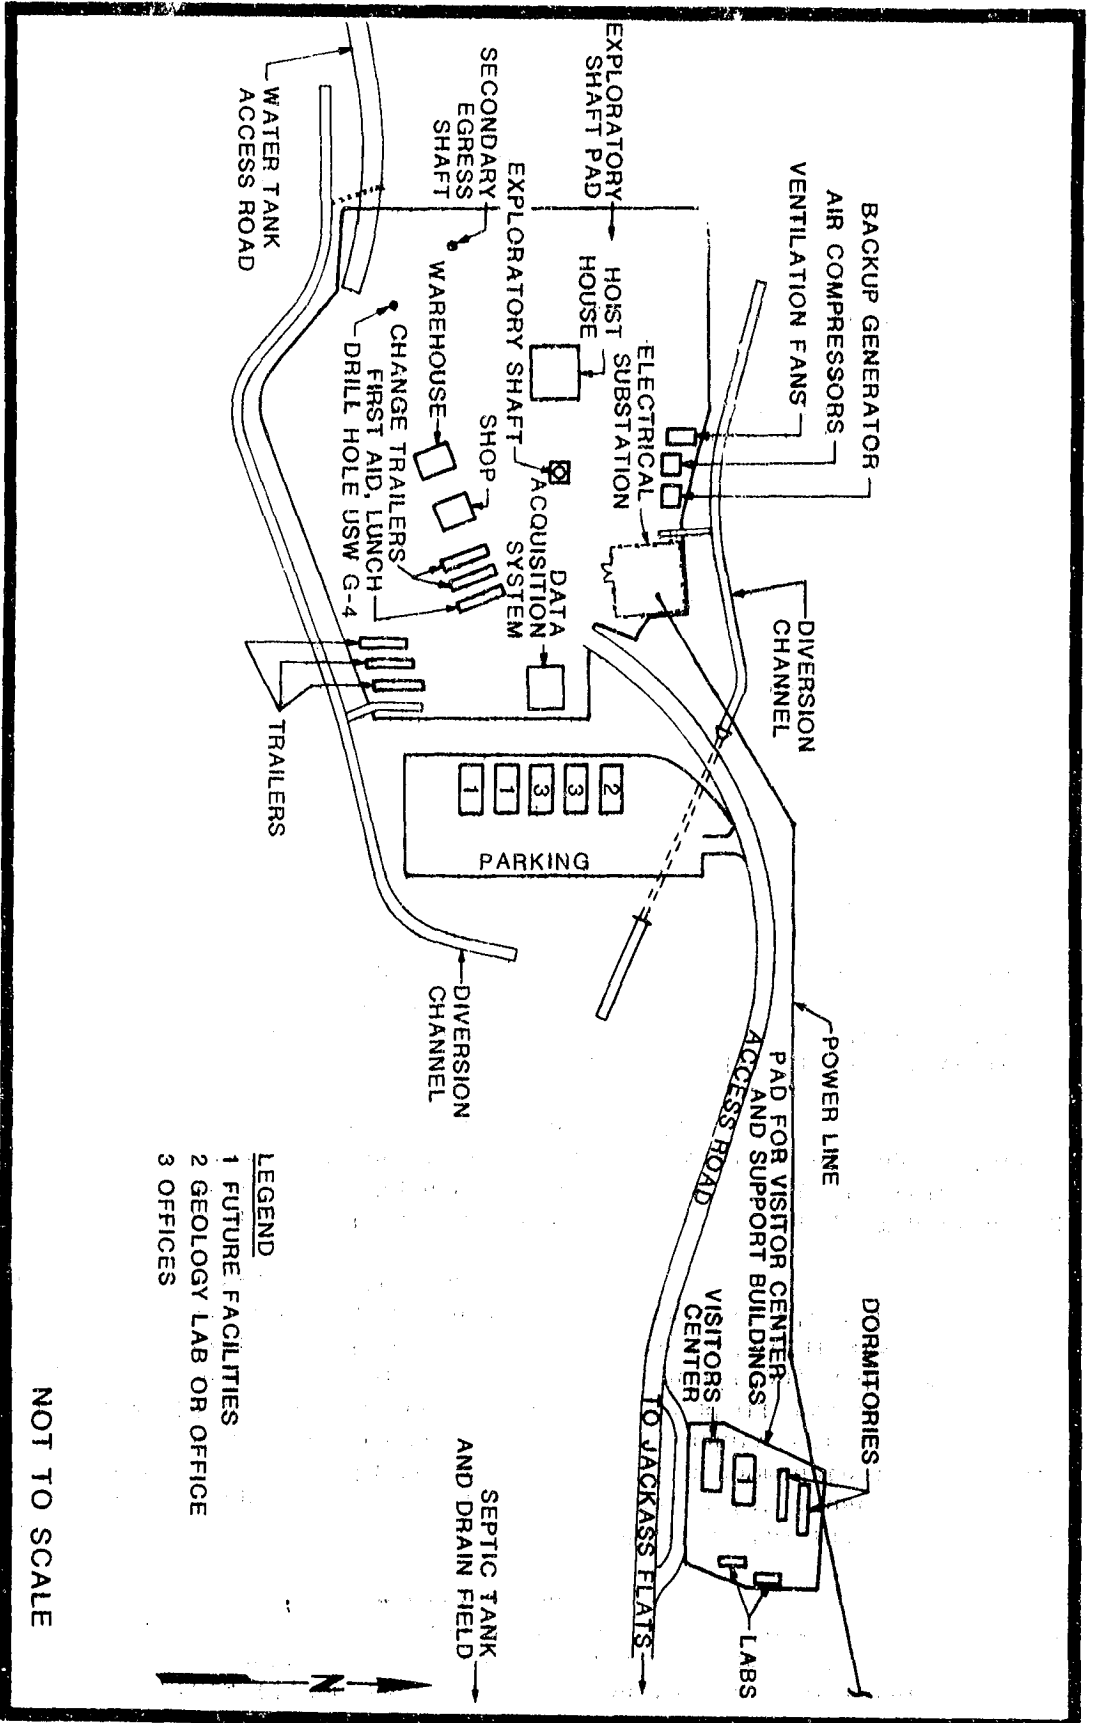 BACKUP GENERATOR
AIR COMPRESSORS
VENTILATION FANS
EXPLORATORY
SHAFT PAD
HOIST
HOUSE
ELECTRICAL
SUBSTATION
SECONDARY
EGRESS
SHAFT
EXPLORATORY SHAFT
WAREHOUSE
SHOP
CHANGE TRAILERS
FIRST AID, LUNCH
DRILL HOLE USW G-4
DATA
ACQUISITION
SYSTEM
WATER TANK
ACCESS ROAD
TRAILERS
DIVERSION
CHANNEL
2
3
3
1
1
PARKING
DIVERSION
CHANNEL
POWER LINE
ACCESS ROAD
TO JACKASS FLATS
PAD FOR VISITOR CENTER
AND SUPPORT BUILDINGS
DORMITORIES
VISITORS
CENTER
1
LABS
SEPTIC TANK
AND DRAIN FIELD
LEGEND
1 FUTURE FACILITIES
2 GEOLOGY LAB OR OFFICE
3 OFFICES
N
NOT TO SCALE